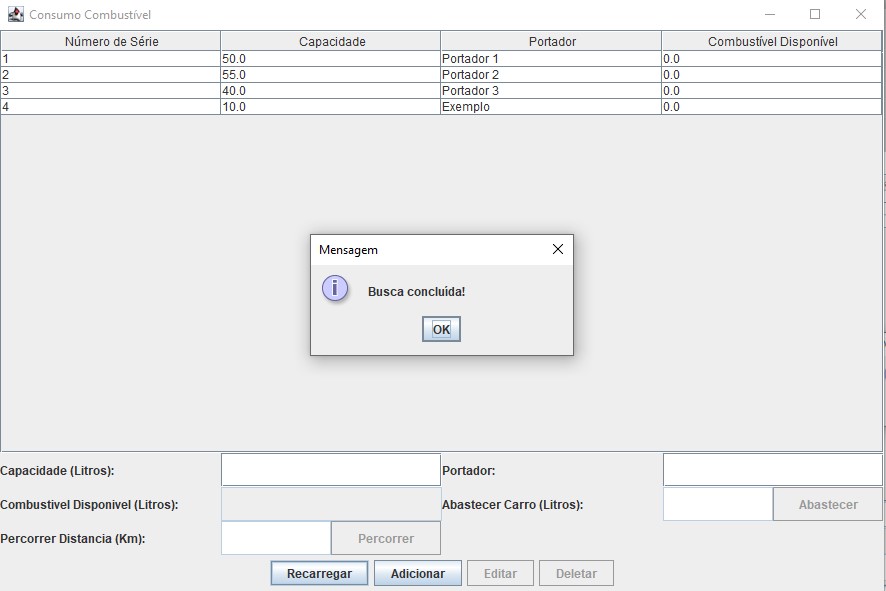 Consumo Combustível
Número de Série Capacidade Portador Combustível Disponível
1 50.0 Portador 1 0.0
2 55.0 Portador 2 0.0
3 40.0 Portador 3 0.0
4 10.0 Exemplo 0.0
Mensagem
Busca concluida!
OK
Capacidade (Litros): Portador:
Combustivel Disponivel (Litros): Abastecer Carro (Litros): Abastecer
Percorrer Distancia (Km): Percorrer
Recarregar Adicionar Editar Deletar